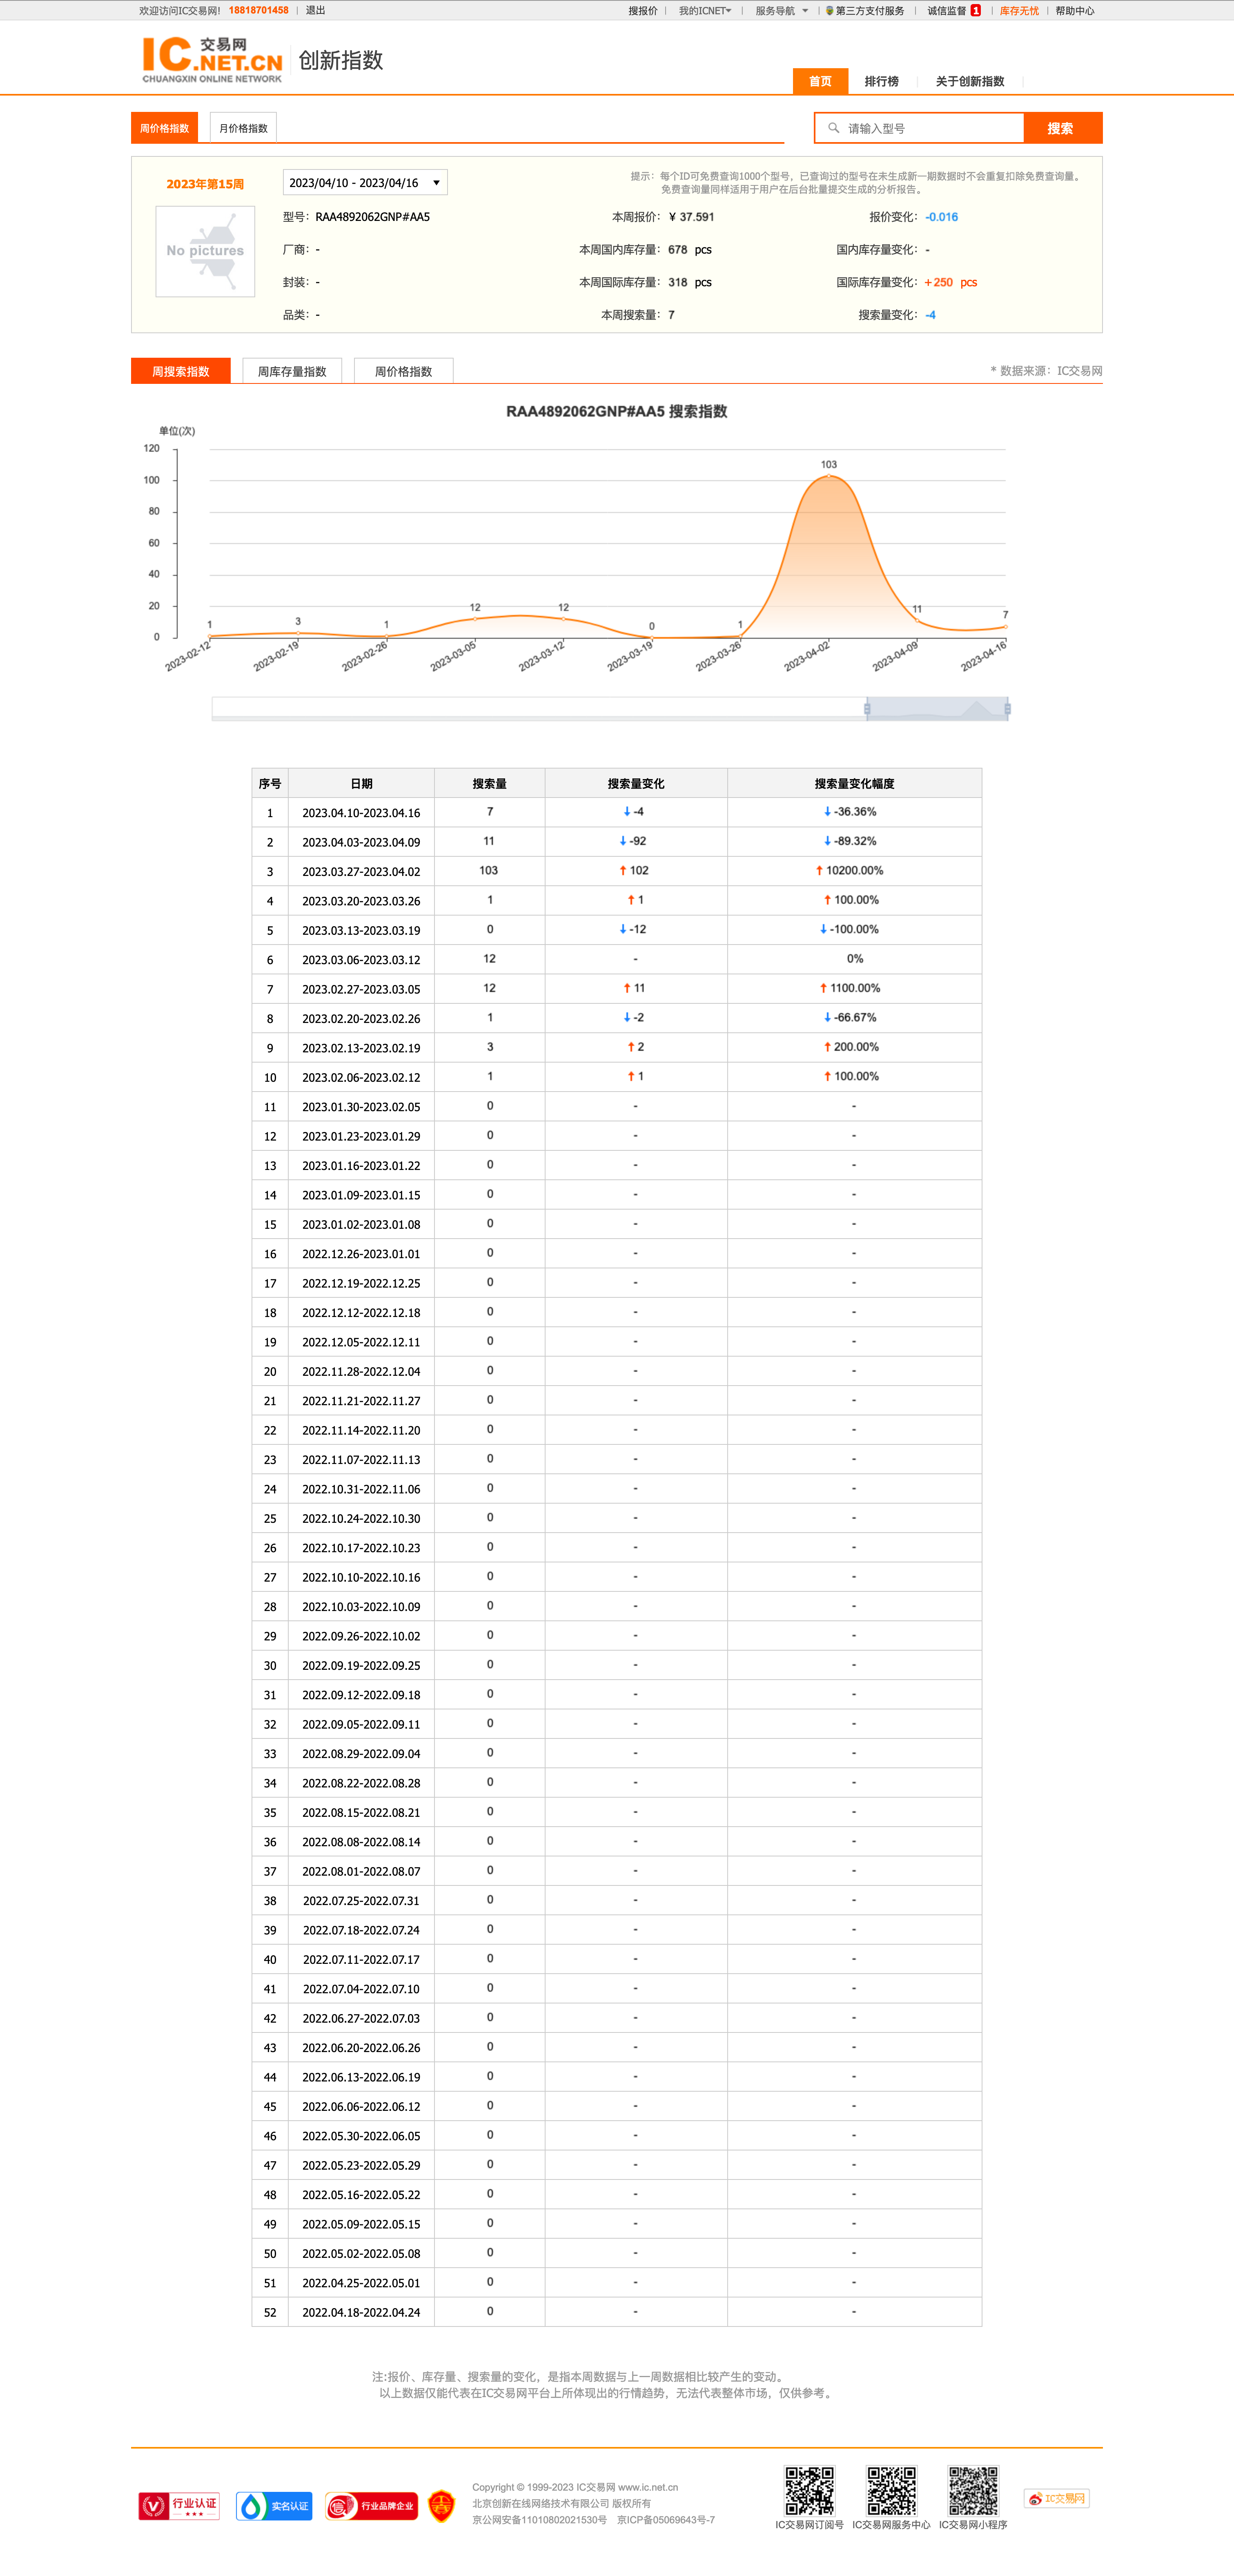 欢迎访问IC交易网! 18818701458 | 退出 搜报价 | 我的ICNET | 服务导航 | 第三方支付服务 | 诚信监督 1 | 库存无忧 | 帮助中心
IC 交易网 .NET.CN
CHUANGXIN ONLINE NETWORK
创新指数
首页 排行榜 关于创新指数
周价格指数 月价格指数 请输入型号 搜索
2023年第15周 2023/04/10 - 2023/04/16
提示：每个ID可免费查询1000个型号，已查询过的型号在未生成新一期数据时不会重复扣除免费查询量。
免费查询量同样适用于用户在后台批量提交生成的分析报告。
No pictures
型号：RAA4892062GNP#AA5 本周报价：¥ 37.591 报价变化：-0.016
厂商：- 本周国内库存量：678 pcs 国内库存量变化：-
封装：- 本周国际库存量：318 pcs 国际库存量变化：+250 pcs
品类：- 本周搜索量：7 搜索量变化：-4
周搜索指数 周库存量指数 周价格指数 * 数据来源：IC交易网
RAA4892062GNP#AA5 搜索指数
单位(次)
120
100
80
60
40
20
0
1 3 1 12 12 0 1 103 11 7
2023-02-12 2023-02-19 2023-02-26 2023-03-05 2023-03-12 2023-03-19 2023-03-26 2023-04-02 2023-04-09 2023-04-16
序号 日期 搜索量 搜索量变化 搜索量变化幅度
1 2023.04.10-2023.04.16 7 ↓ -4 ↓ -36.36%
2 2023.04.03-2023.04.09 11 ↓ -92 ↓ -89.32%
3 2023.03.27-2023.04.02 103 ↑ 102 ↑ 10200.00%
4 2023.03.20-2023.03.26 1 ↑ 1 ↑ 100.00%
5 2023.03.13-2023.03.19 0 ↓ -12 ↓ -100.00%
6 2023.03.06-2023.03.12 12 - 0%
7 2023.02.27-2023.03.05 12 ↑ 11 ↑ 1100.00%
8 2023.02.20-2023.02.26 1 ↓ -2 ↓ -66.67%
9 2023.02.13-2023.02.19 3 ↑ 2 ↑ 200.00%
10 2023.02.06-2023.02.12 1 ↑ 1 ↑ 100.00%
11 2023.01.30-2023.02.05 0 - -
12 2023.01.23-2023.01.29 0 - -
13 2023.01.16-2023.01.22 0 - -
14 2023.01.09-2023.01.15 0 - -
15 2023.01.02-2023.01.08 0 - -
16 2022.12.26-2023.01.01 0 - -
17 2022.12.19-2022.12.25 0 - -
18 2022.12.12-2022.12.18 0 - -
19 2022.12.05-2022.12.11 0 - -
20 2022.11.28-2022.12.04 0 - -
21 2022.11.21-2022.11.27 0 - -
22 2022.11.14-2022.11.20 0 - -
23 2022.11.07-2022.11.13 0 - -
24 2022.10.31-2022.11.06 0 - -
25 2022.10.24-2022.10.30 0 - -
26 2022.10.17-2022.10.23 0 - -
27 2022.10.10-2022.10.16 0 - -
28 2022.10.03-2022.10.09 0 - -
29 2022.09.26-2022.10.02 0 - -
30 2022.09.19-2022.09.25 0 - -
31 2022.09.12-2022.09.18 0 - -
32 2022.09.05-2022.09.11 0 - -
33 2022.08.29-2022.09.04 0 - -
34 2022.08.22-2022.08.28 0 - -
35 2022.08.15-2022.08.21 0 - -
36 2022.08.08-2022.08.14 0 - -
37 2022.08.01-2022.08.07 0 - -
38 2022.07.25-2022.07.31 0 - -
39 2022.07.18-2022.07.24 0 - -
40 2022.07.11-2022.07.17 0 - -
41 2022.07.04-2022.07.10 0 - -
42 2022.06.27-2022.07.03 0 - -
43 2022.06.20-2022.06.26 0 - -
44 2022.06.13-2022.06.19 0 - -
45 2022.06.06-2022.06.12 0 - -
46 2022.05.30-2022.06.05 0 - -
47 2022.05.23-2022.05.29 0 - -
48 2022.05.16-2022.05.22 0 - -
49 2022.05.09-2022.05.15 0 - -
50 2022.05.02-2022.05.08 0 - -
51 2022.04.25-2022.05.01 0 - -
52 2022.04.18-2022.04.24 0 - -
注:报价、库存量、搜索量的变化，是指本周数据与上一周数据相比较产生的变动。
以上数据仅能代表在IC交易网平台上所体现出的行情趋势，无法代表整体市场，仅供参考。
行业认证 实名认证 信 行业品牌企业
Copyright © 1999-2023 IC交易网 www.ic.net.cn
北京创新在线网络技术有限公司 版权所有
京公网安备11010802021530号 京ICP备05069643号-7
IC交易网订阅号 IC交易网服务中心 IC交易网小程序
IC交易网